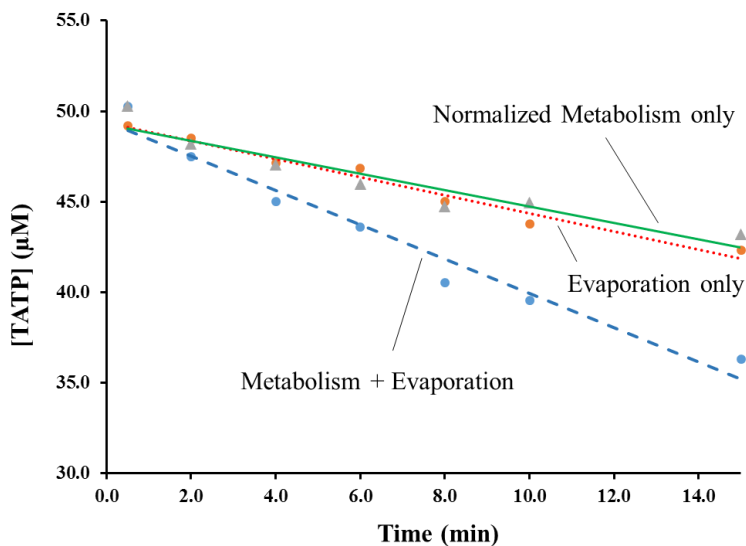 55.0
50.0
45.0
40.0
35.0
30.0
[TATP] (µM)
Normalized Metabolism only
Evaporation only
Metabolism + Evaporation
0.0 2.0 4.0 6.0 8.0 10.0 12.0 14.0
Time (min)